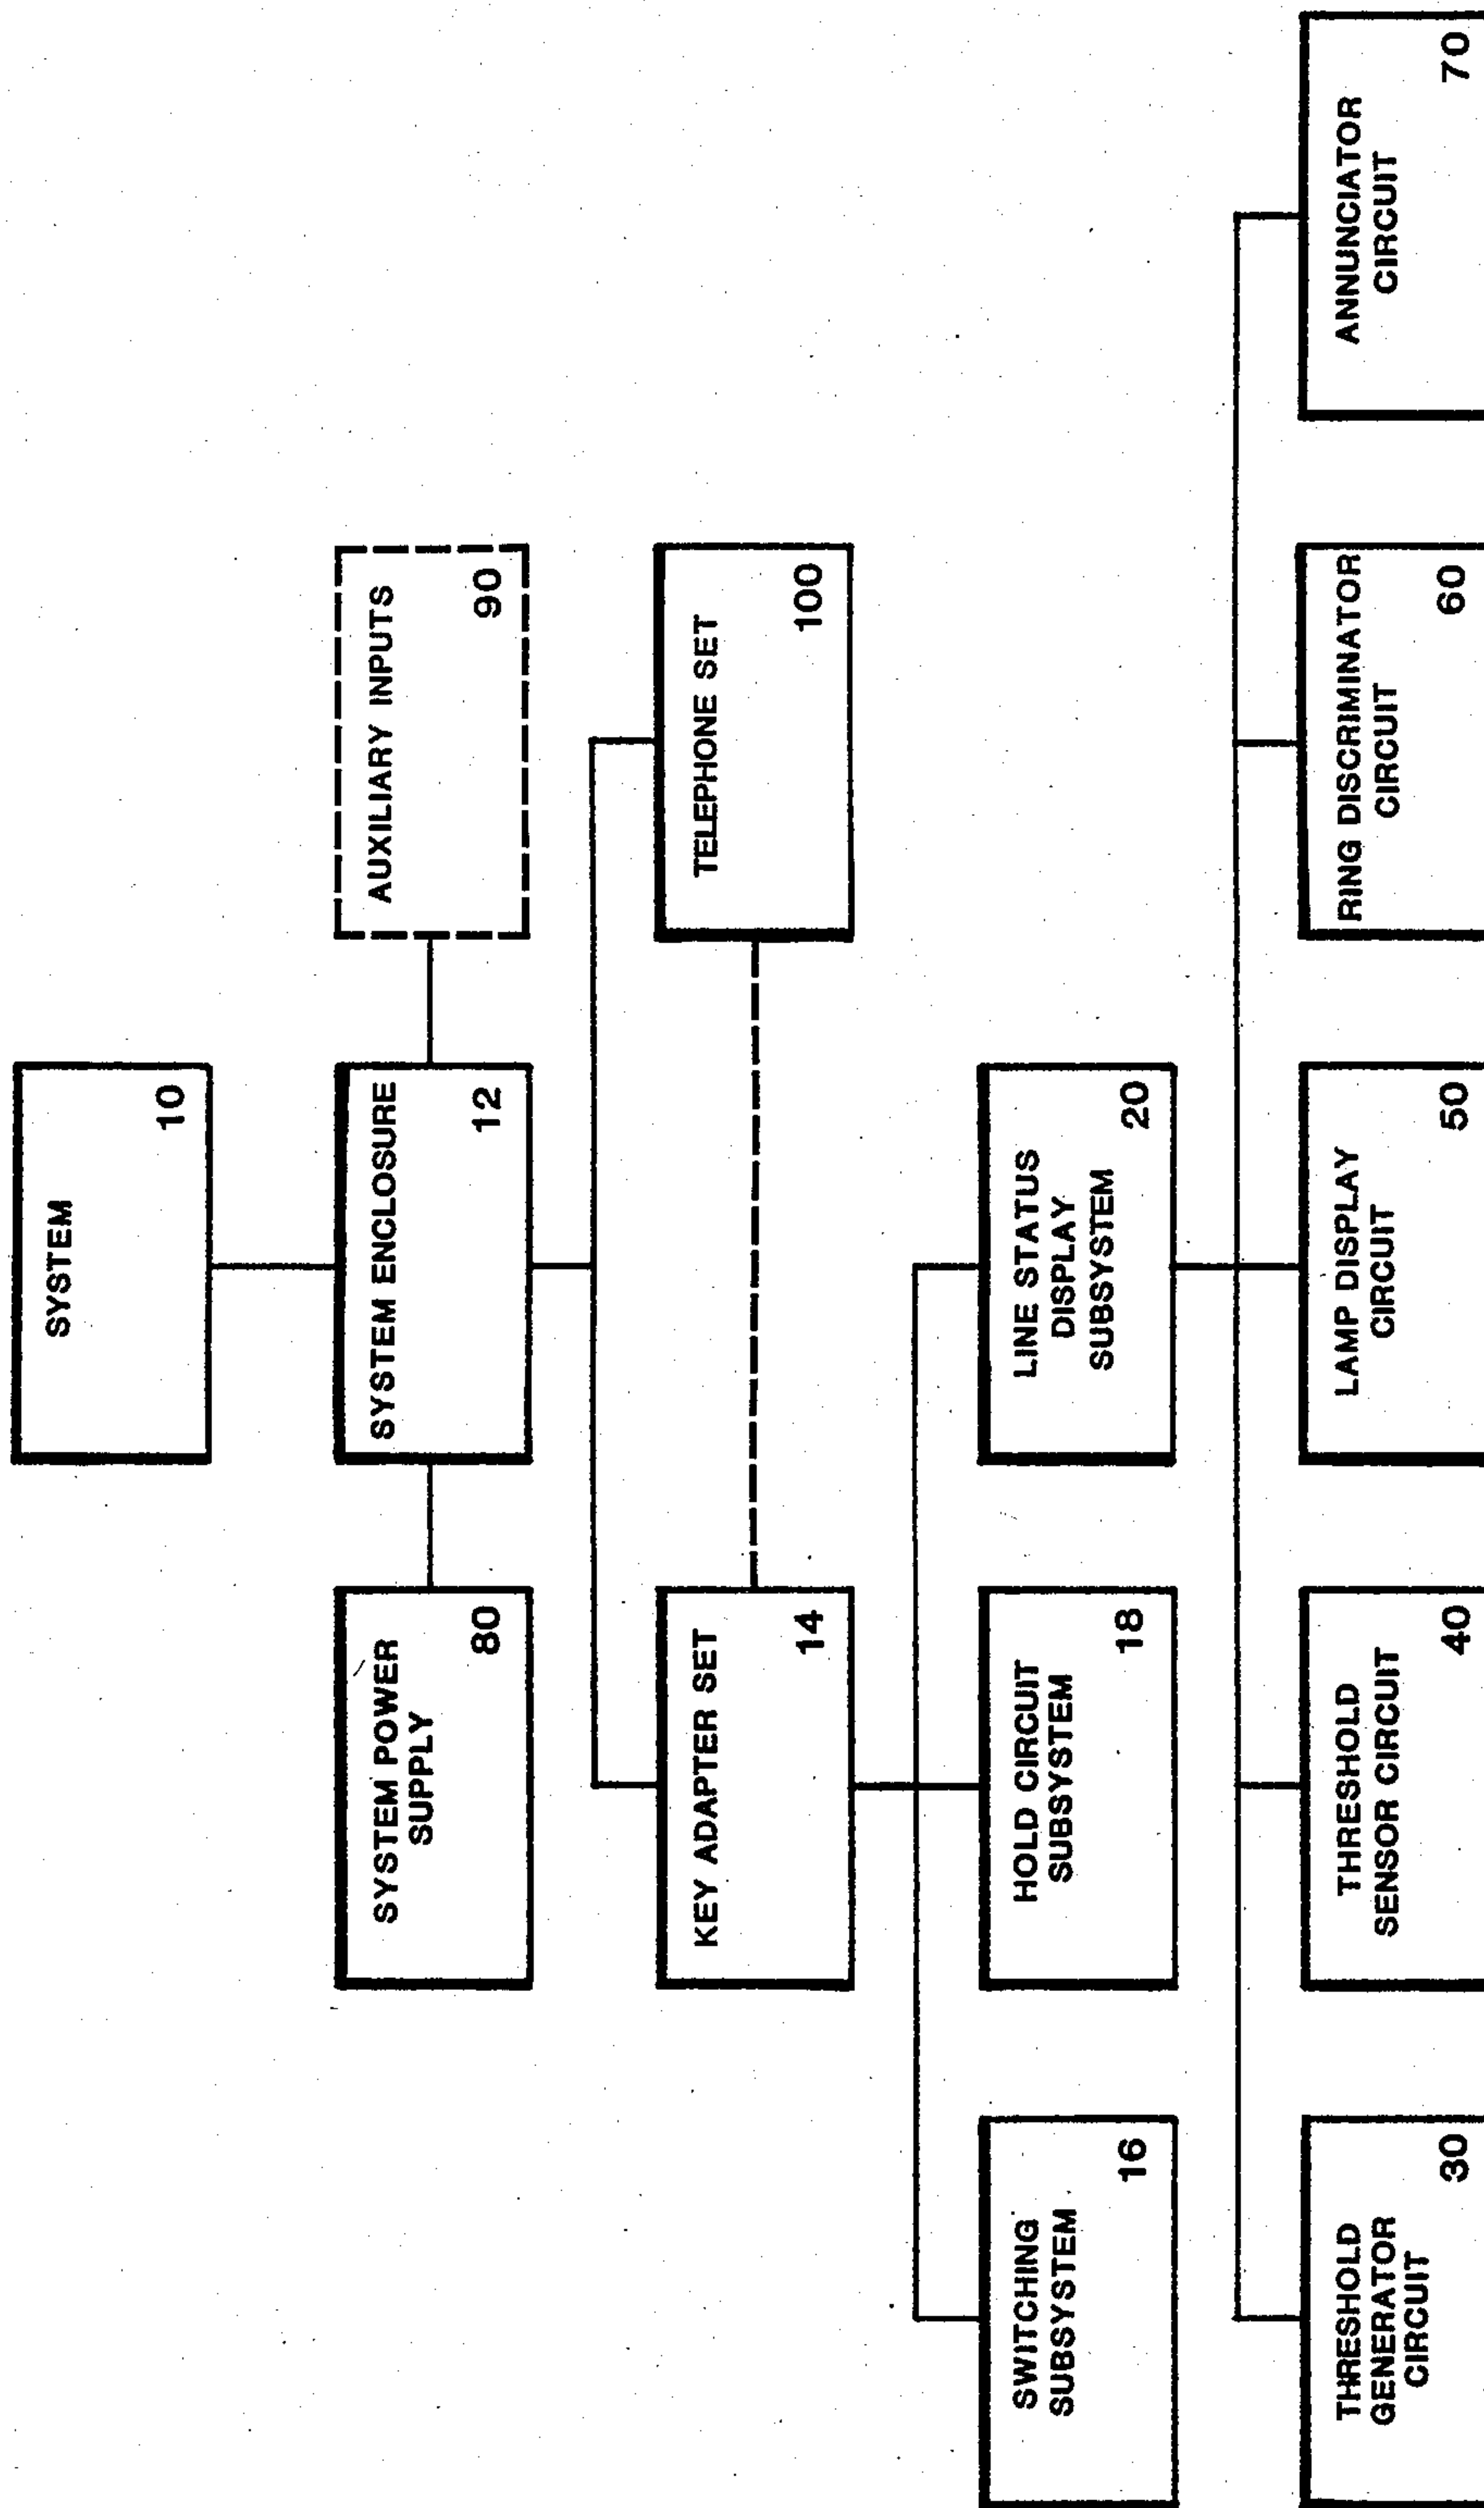 SYSTEM
10
SYSTEM POWER
SUPPLY
80
SYSTEM ENCLOSURE
12
AUXILIARY INPUTS
90
KEY ADAPTER SET
14
TELEPHONE SET
100
SWITCHING
SUBSYSTEM
16
HOLD CIRCUIT
SUBSYSTEM
18
LINE STATUS
DISPLAY
SUBSYSTEM
20
THRESHOLD
GENERATOR
CIRCUIT
30
THRESHOLD
SENSOR CIRCUIT
40
LAMP DISPLAY
CIRCUIT
50
RING DISCRIMINATOR
CIRCUIT
60
ANNUNCIATOR
CIRCUIT
70